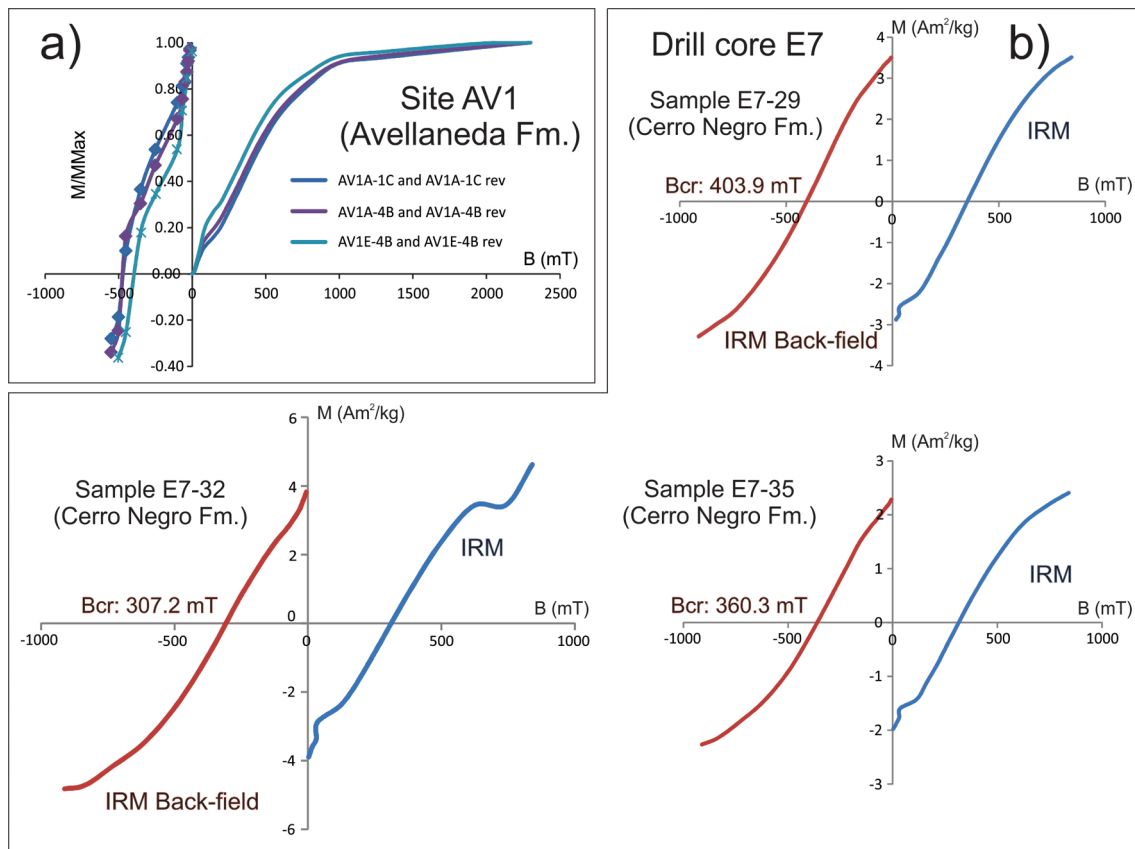 a)
1.00
0.80
0.60
0.40
0.20
0.00
-0.20
-0.40
M/MMax
Site AV1
(Avellaneda Fm.)
AV1A-1C and AV1A-1C rev
AV1A-4B and AV1A-4B rev
AV1E-4B and AV1E-4B rev
B (mT)
-1000 -500 0 500 1000 1500 2000 2500
b)
Drill core E7
M (Am²/kg)
4
3
2
1
0
-1
-2
-3
-4
Sample E7-29
(Cerro Negro Fm.)
IRM
Bcr: 403.9 mT
B (mT)
-1000 -500 0 500 1000
IRM Back-field
M (Am²/kg)
6
4
2
0
-2
-4
-6
Sample E7-32
(Cerro Negro Fm.)
IRM
Bcr: 307.2 mT
B (mT)
-1000 -500 0 500 1000
IRM Back-field
M (Am²/kg)
3
2
1
0
-1
-2
-3
Sample E7-35
(Cerro Negro Fm.)
IRM
Bcr: 360.3 mT
B (mT)
-1000 -500 0 500 1000